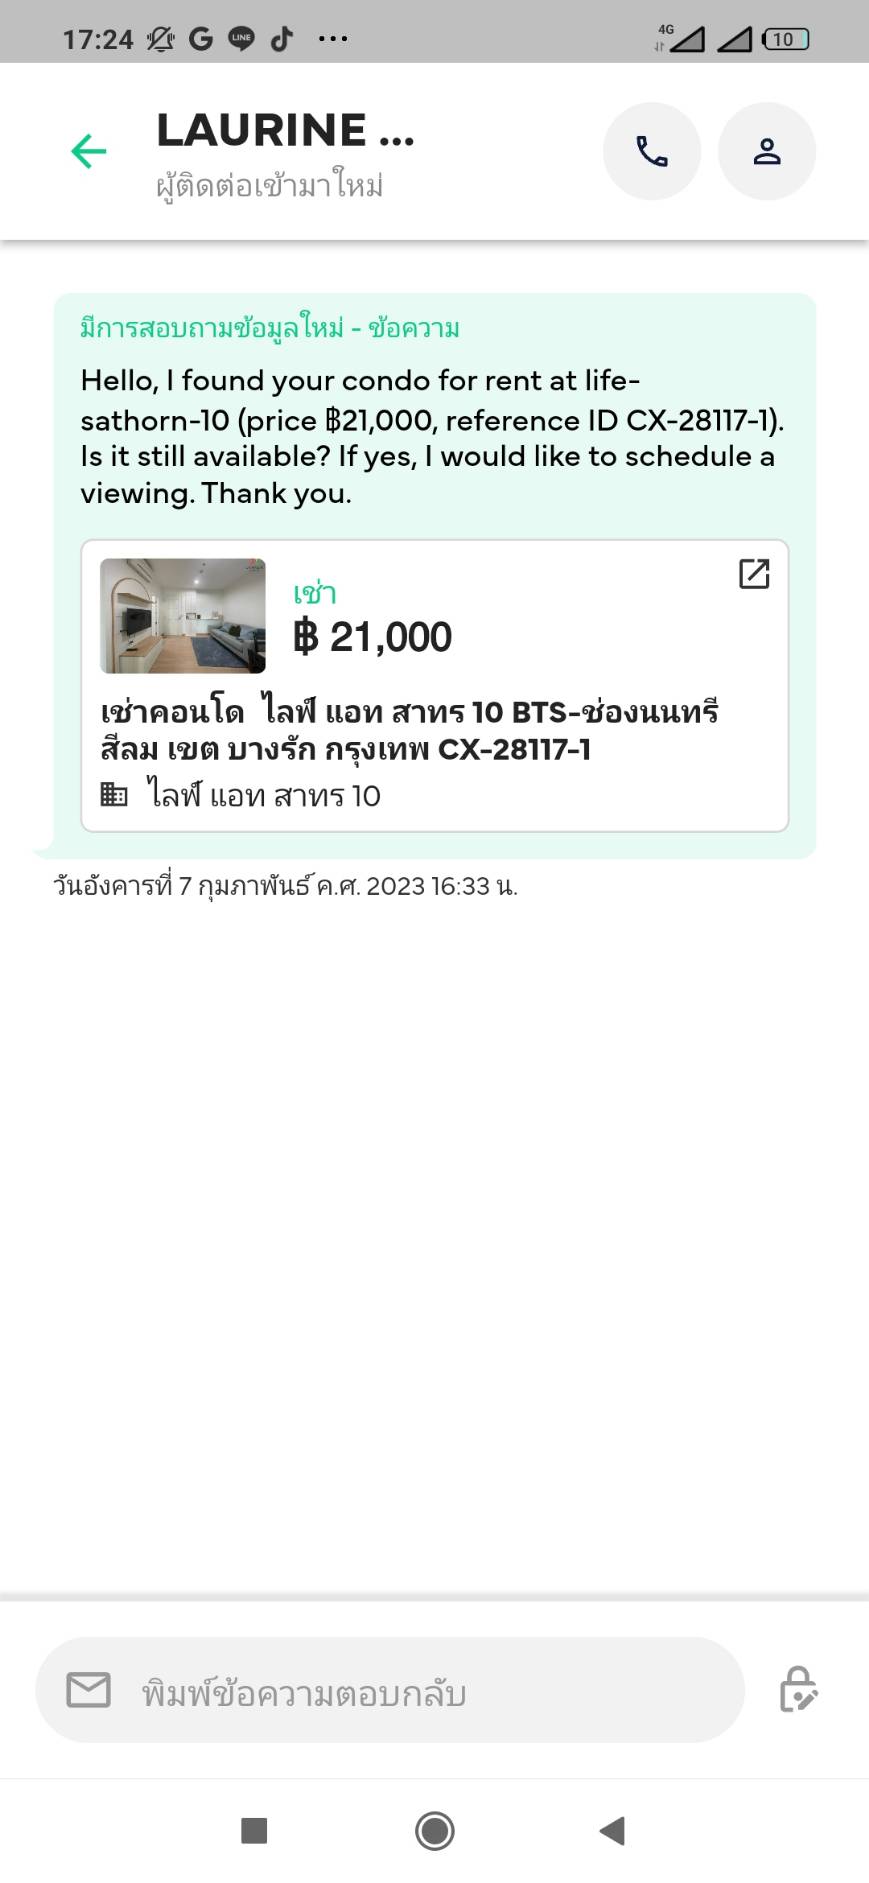 17:24
LINE
4G
10
LAURINE ...
ผู้ติดต่อเข้ามาใหม่
มีการสอบถามข้อมูลใหม่ - ข้อความ
Hello, I found your condo for rent at life-
sathorn-10 (price ฿21,000, reference ID CX-28117-1).
Is it still available? If yes, I would like to schedule a
viewing. Thank you.
เช่า
฿ 21,000
เช่าคอนโด ไลฟ์ แอท สาทร 10 BTS-ช่องนนทรี
สีลม เขต บางรัก กรุงเทพ CX-28117-1
ไลฟ์ แอท สาทร 10
วันอังคารที่ 7 กุมภาพันธ์ ค.ศ. 2023 16:33 น.
พิมพ์ข้อความตอบกลับ